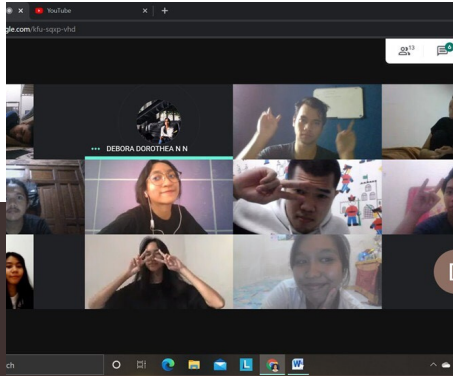 YouTube
gle.com/kfu-sqxp-vhd
13
6
DEBORA DOROTHEA N N
ch